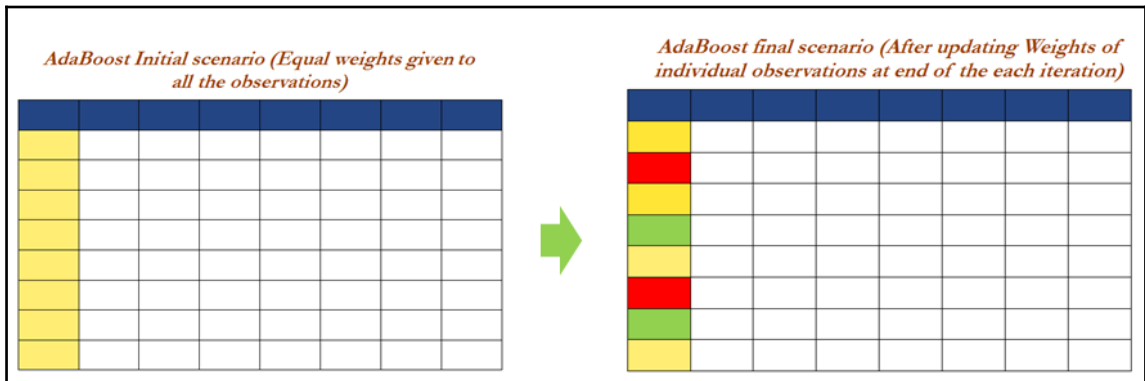 AdaBoost Initial scenario (Equal weights given to
all the observations)
AdaBoost final scenario (After updating Weights of
individual observations at end of the each iteration)